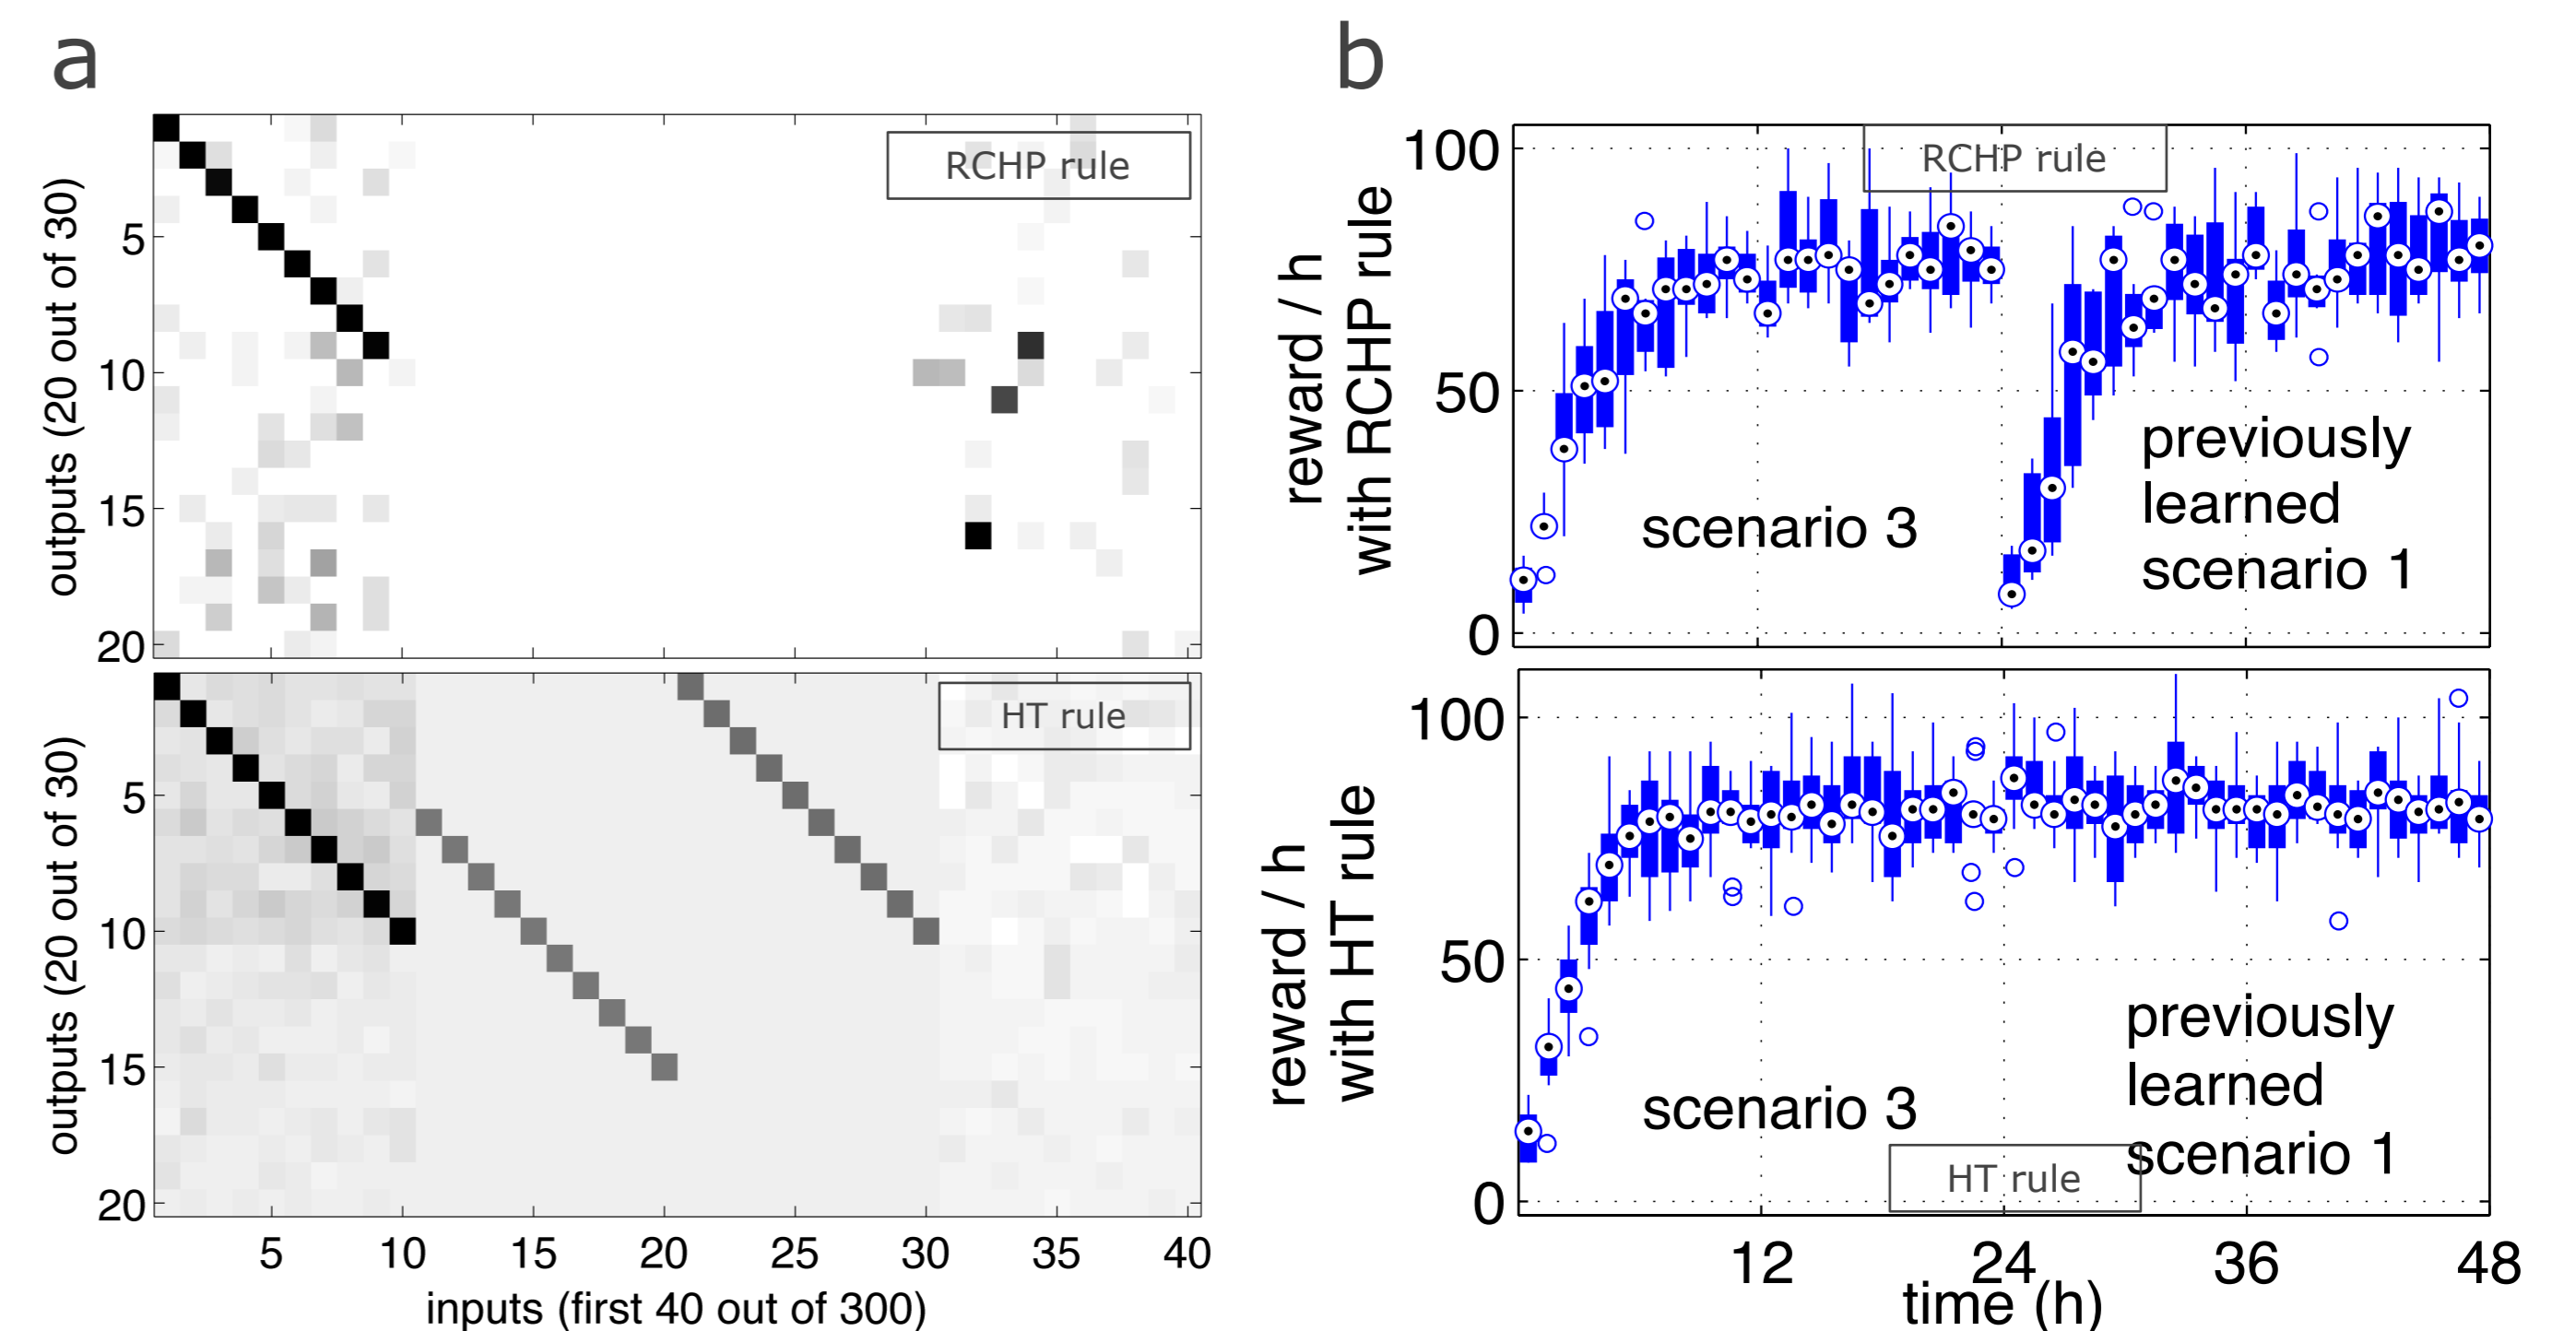 a
RCHP rule
outputs (20 out of 30)
5
10
15
20
HT rule
outputs (20 out of 30)
5
10
15
20
5 10 15 20 25 30 35 40
inputs (first 40 out of 300)
b
reward / h
with RCHP rule
100
50
0
RCHP rule
scenario 3
previously
learned
scenario 1
reward / h
with HT rule
100
50
0
scenario 3
previously
learned
scenario 1
HT rule
12 24 36 48
time (h)